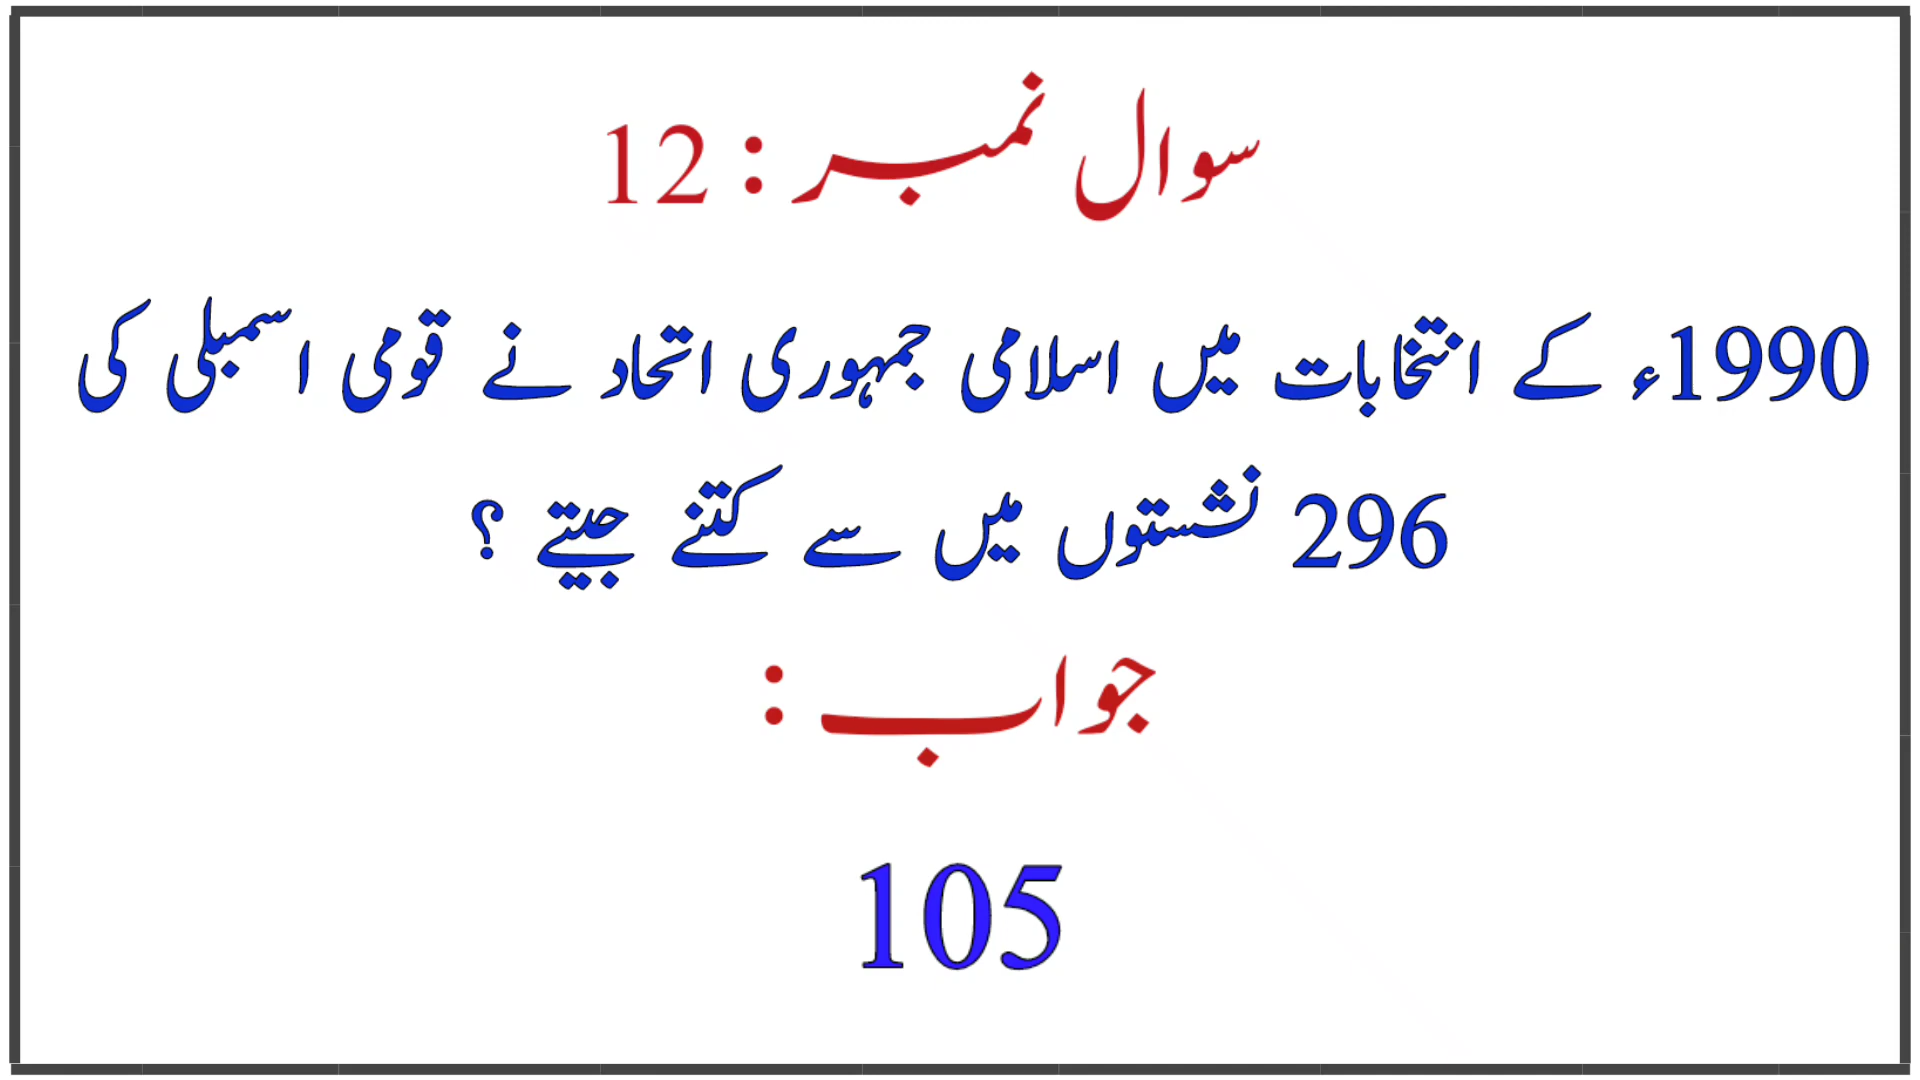 سوال نمبر : 12
1990ء کے انتخابات میں اسلامی جمہوری اتحاد نے قومی اسمبلی کی
296 نشستوں میں سے کتنے جیتے ؟
جواب :
105